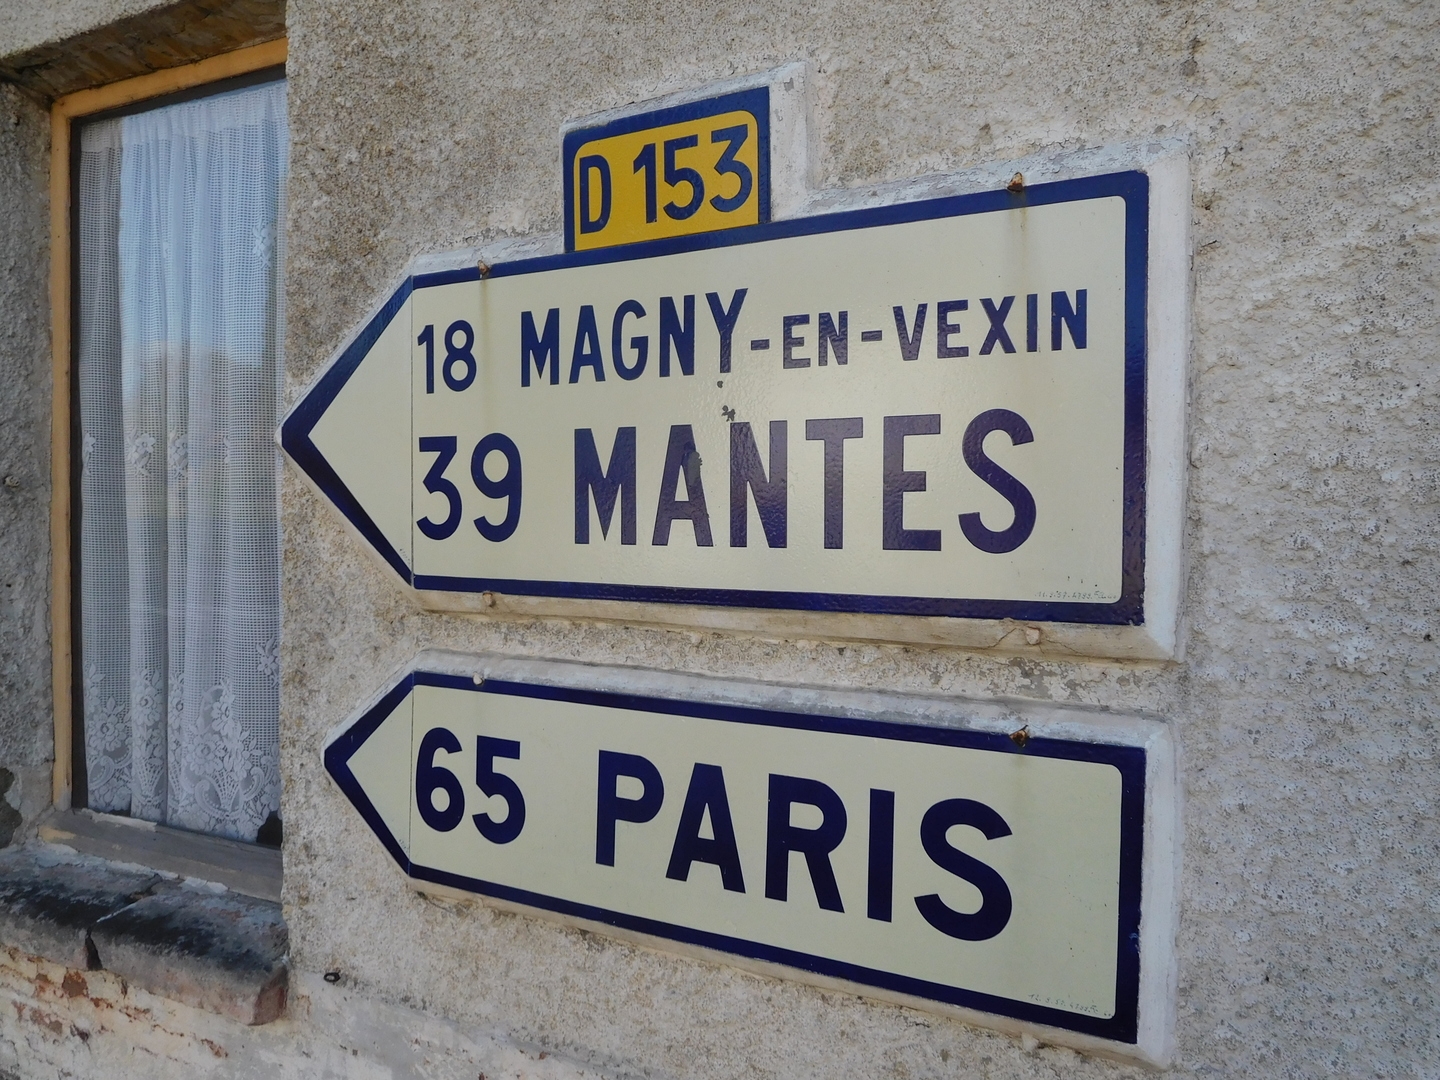 D 153
18 MAGNY-EN-VEXIN
39 MANTES
65 PARIS